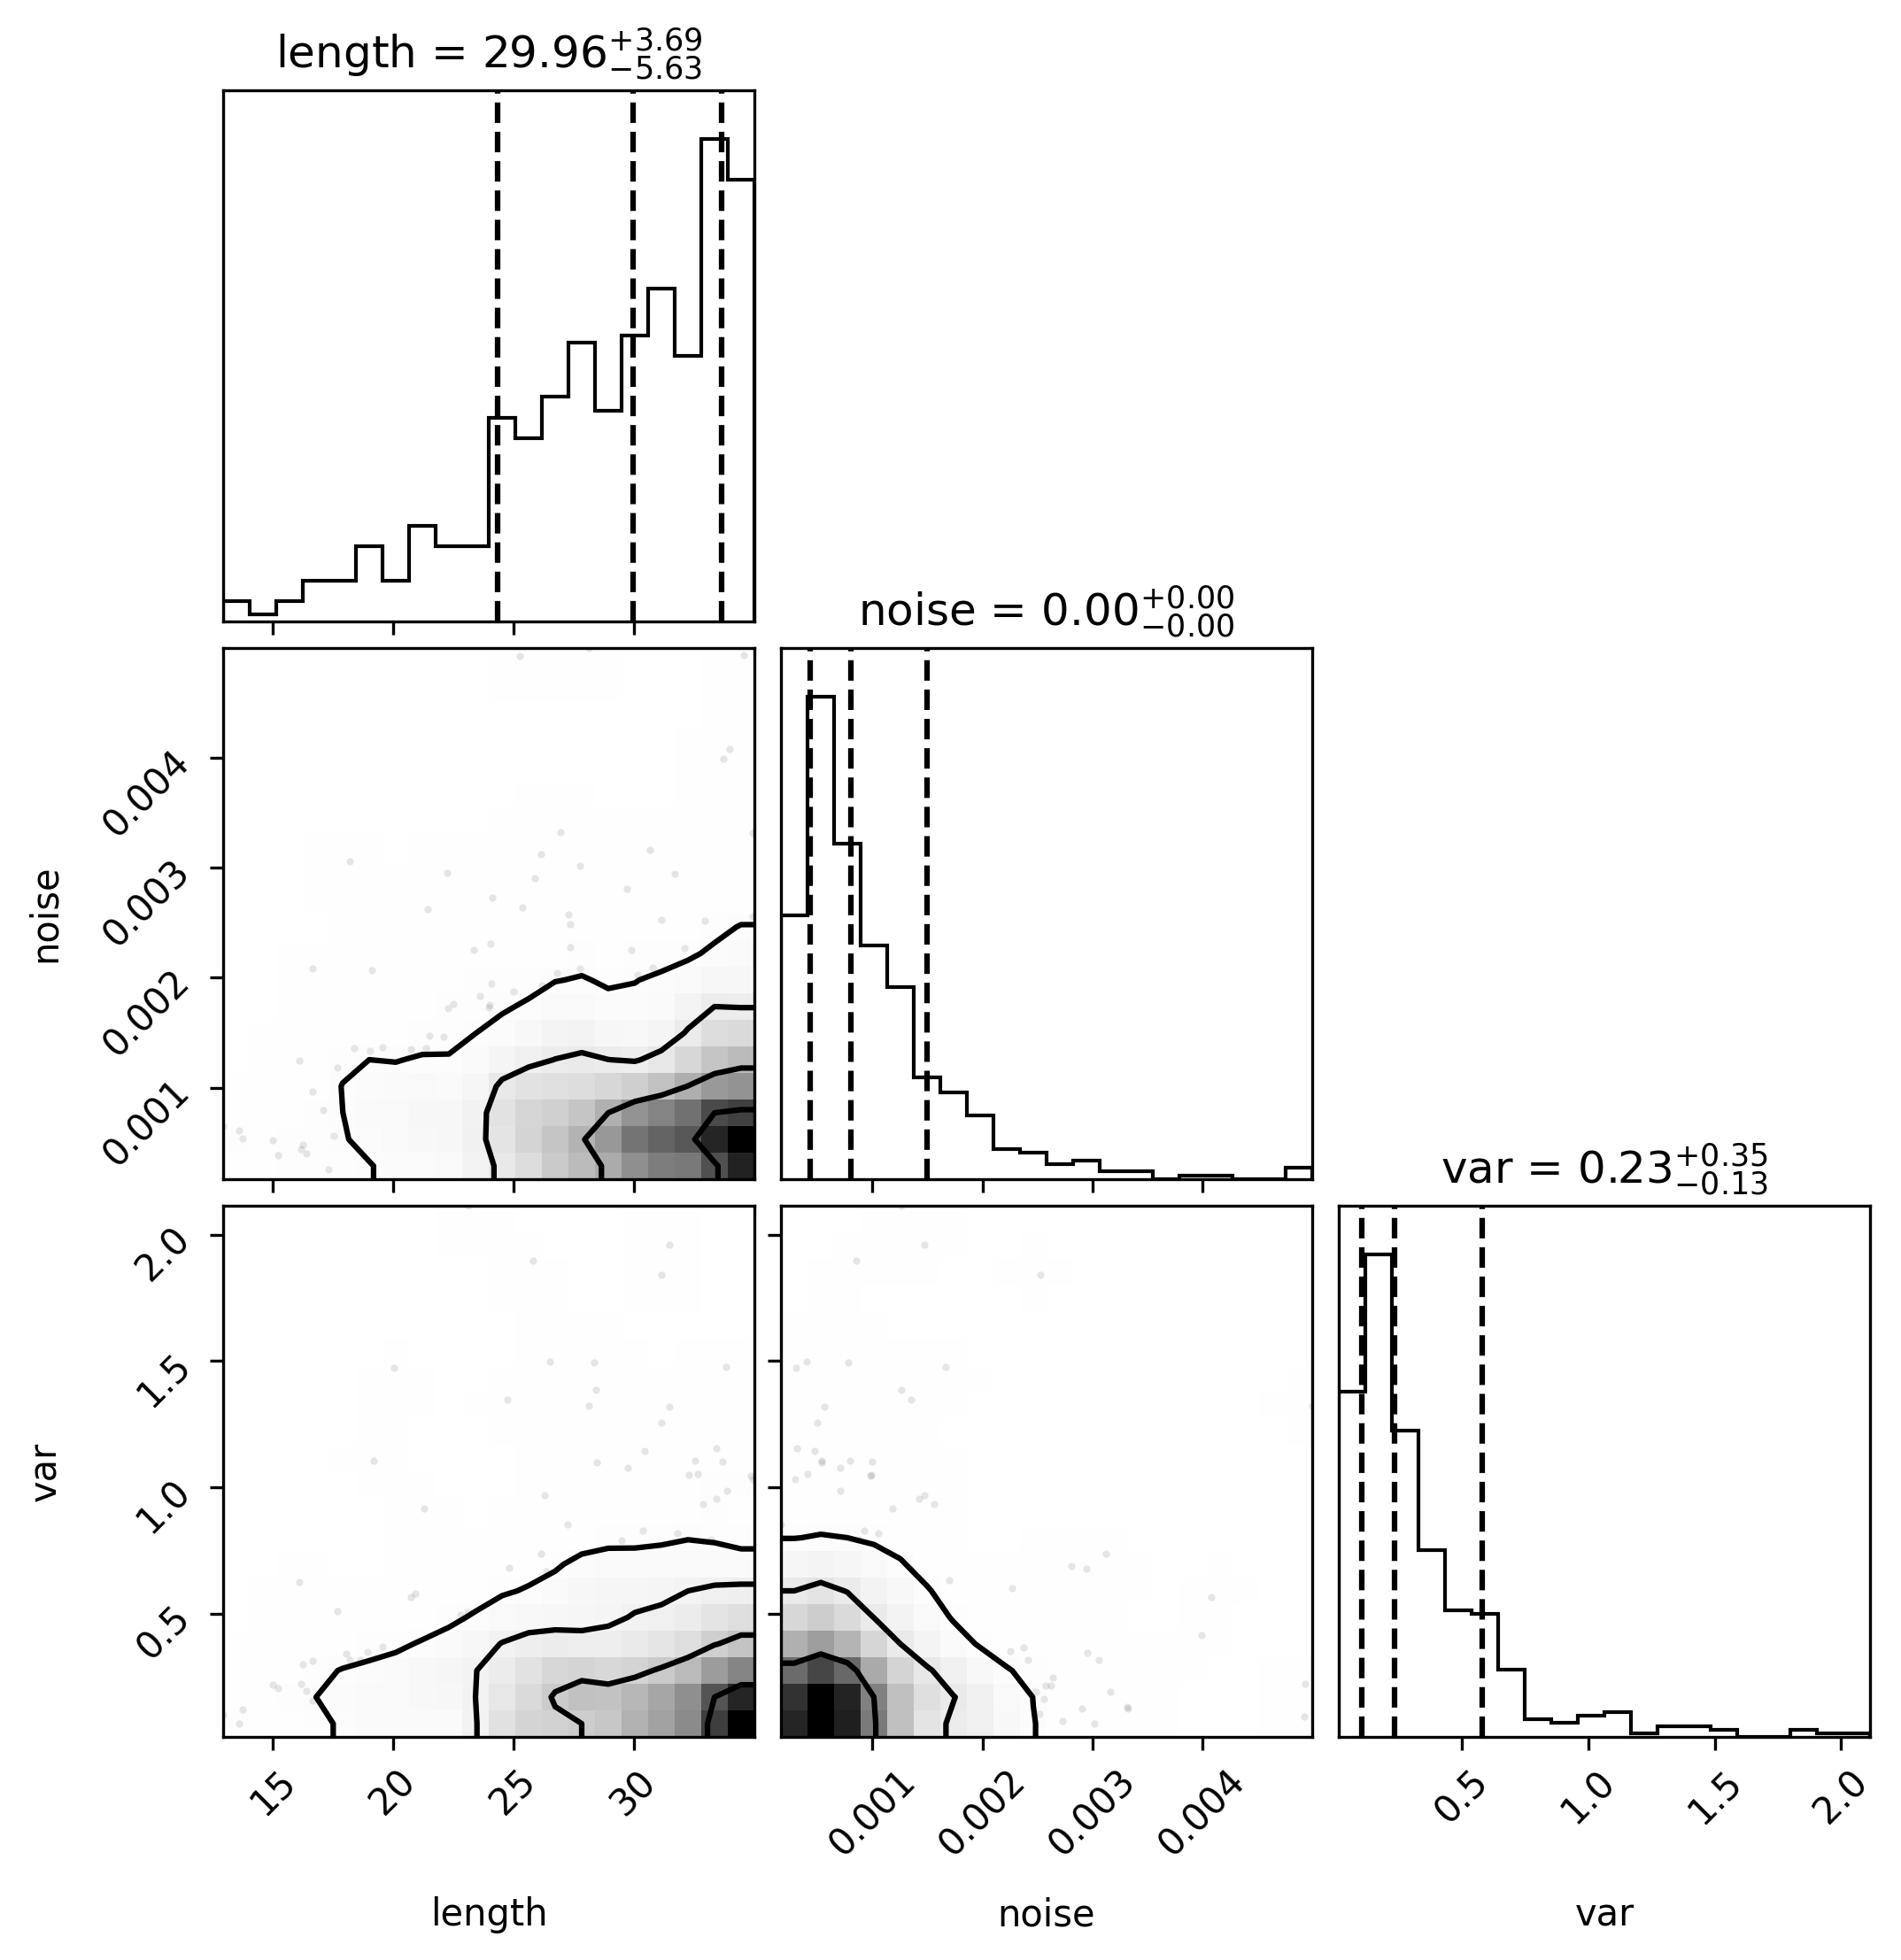 length = 29.96 +3.69 −5.63
noise = 0.00 +0.00 −0.00
0.004
0.003
0.002
0.001
noise
var = 0.23 +0.35 −0.13
2.0
1.5
1.0
0.5
var
15 20 25 30 0.001 0.002 0.003 0.004 0.5 1.0 1.5 2.0
length noise var